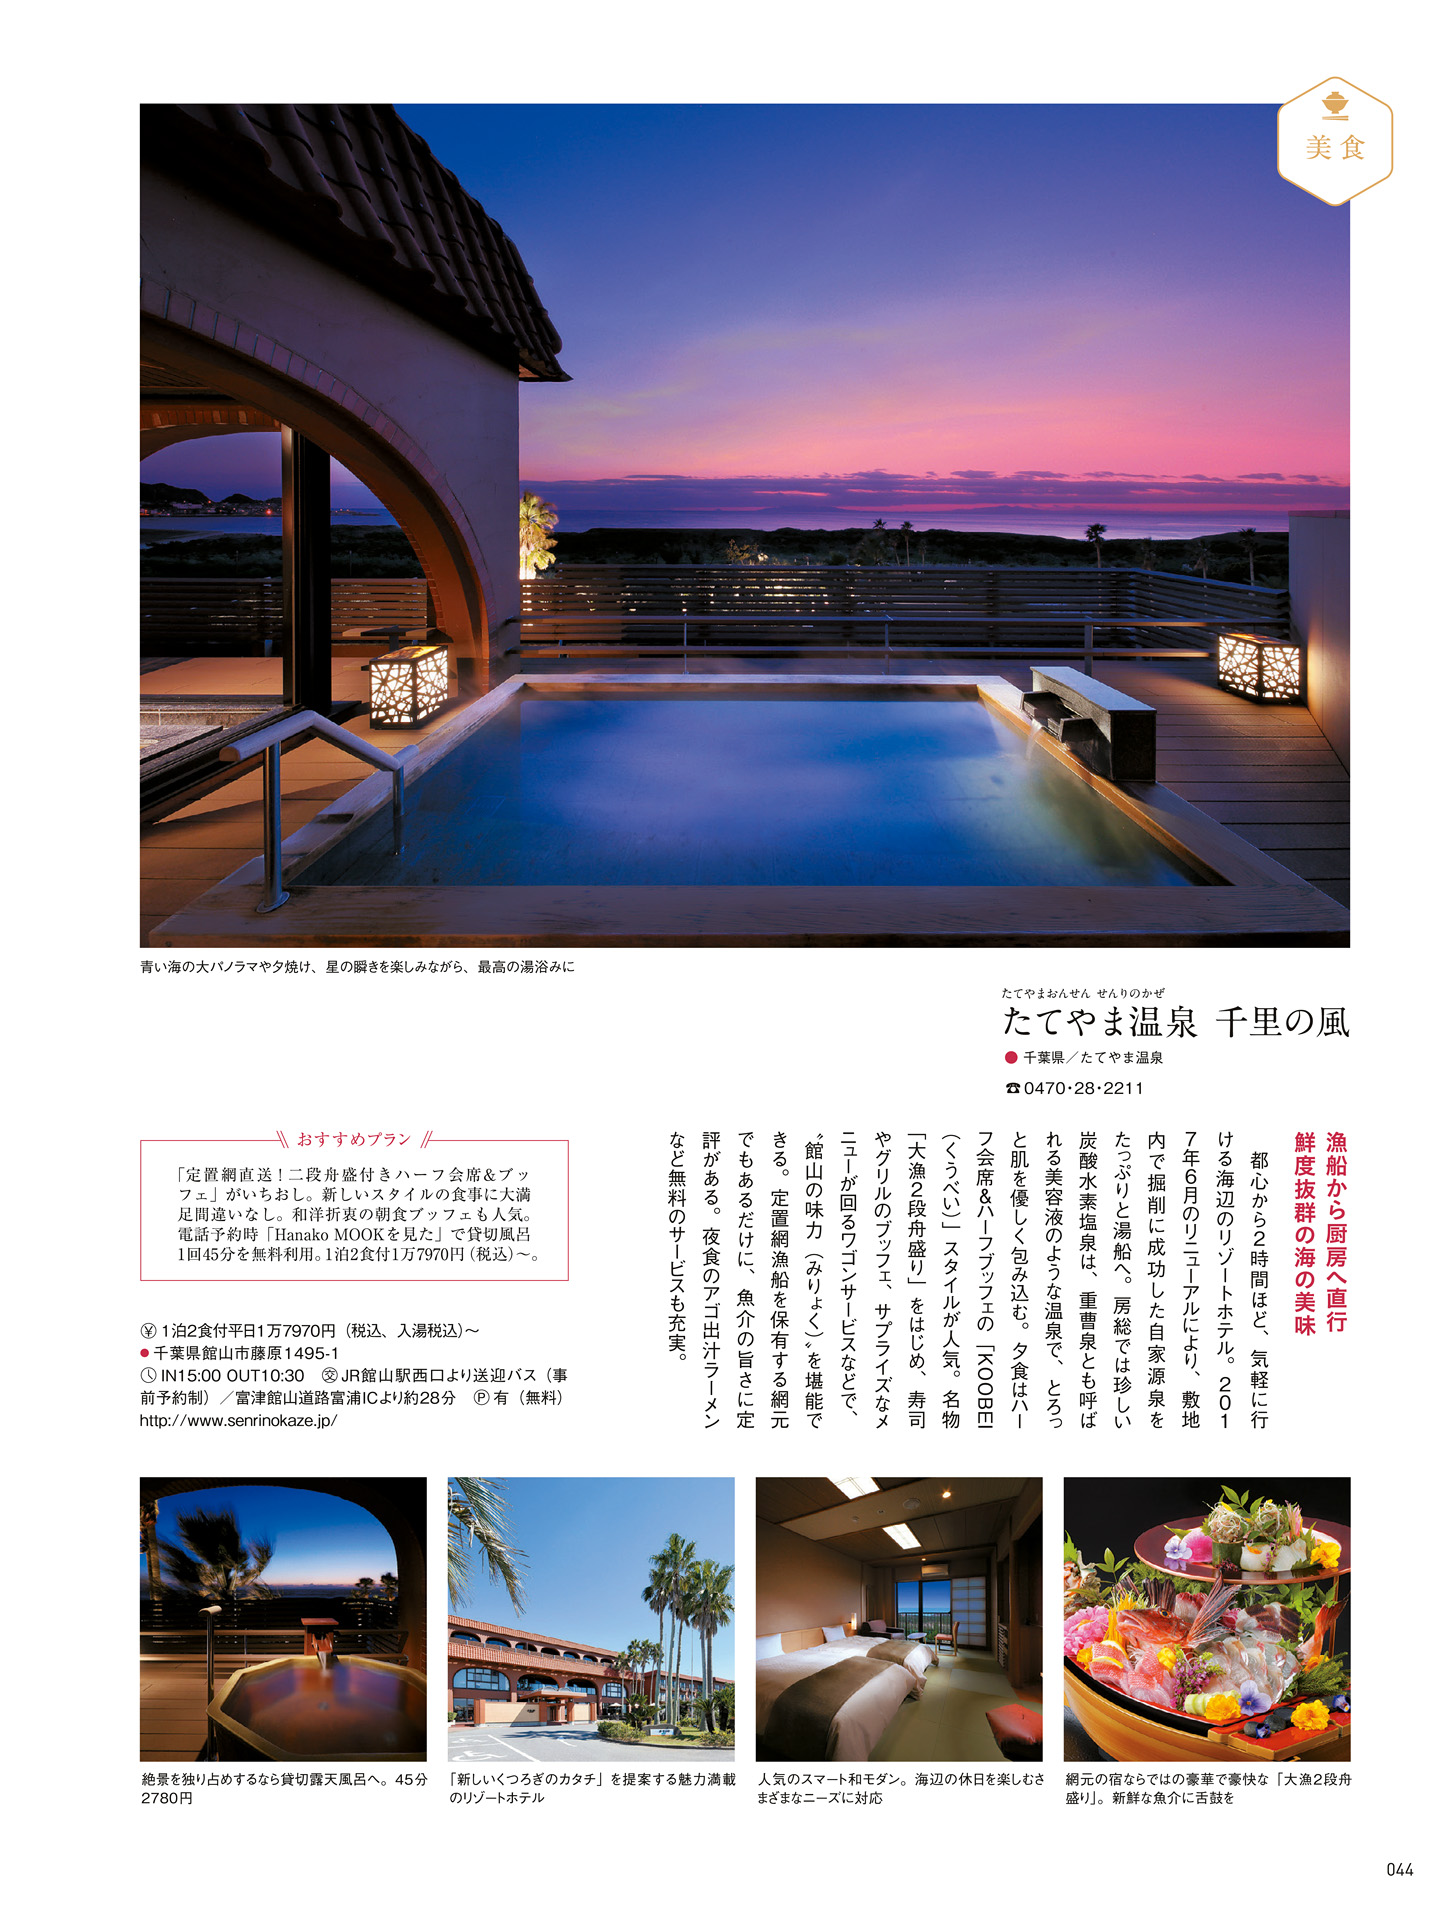 美食
青い海の大パノラマや夕焼け、星の瞬きを楽しみながら、最高の湯浴みに
たてやまおんせん せんりのかぜ
たてやま温泉 千里の風
● 千葉県／たてやま温泉
☎0470・28・2211
漁船から厨房へ直行
鮮度抜群の海の美味
都心から2時間ほど、気軽に行
ける海辺のリゾートホテル。201
7年6月のリニューアルにより、敷地
内で掘削に成功した自家源泉を
たっぷりと湯船へ。房総では珍しい
炭酸水素塩泉は、重曹泉とも呼ば
れる美容液のような温泉で、とろっ
と肌を優しく包み込む。夕食はハー
フ会席&ハーフブッフェの「KOOBEI
（くうべい）」スタイルが人気。名物
「大漁2段舟盛り」をはじめ、寿司
やグリルのブッフェ、サプライズなメ
ニューが回るワゴンサービスなどで、
〝館山の味力（みりょく）〟を堪能で
きる。定置網漁船を保有する網元
でもあるだけに、魚介の旨さに定
評がある。夜食のアゴ出汁ラーメン
など無料のサービスも充実。
おすすめプラン
「定置網直送！二段舟盛付きハーフ会席&ブッ
フェ」がいちおし。新しいスタイルの食事に大満
足間違いなし。和洋折衷の朝食ブッフェも人気。
電話予約時「Hanako MOOKを見た」で貸切風呂
1回45分を無料利用。1泊2食付1万7970円（税込）〜。
¥ 1泊2食付平日1万7970円（税込、入湯税込）〜
● 千葉県館山市藤原1495-1
IN15:00 OUT10:30 交 JR館山駅西口より送迎バス（事
前予約制）／富津館山道路富浦ICより約28分 P 有（無料）
http://www.senrinokaze.jp/
絶景を独り占めするなら貸切露天風呂へ。45分
2780円
「新しいくつろぎのカタチ」を提案する魅力満載
のリゾートホテル
人気のスマート和モダン。海辺の休日を楽しむさ
まざまなニーズに対応
網元の宿ならではの豪華で豪快な「大漁2段舟
盛り」。新鮮な魚介に舌鼓を
044